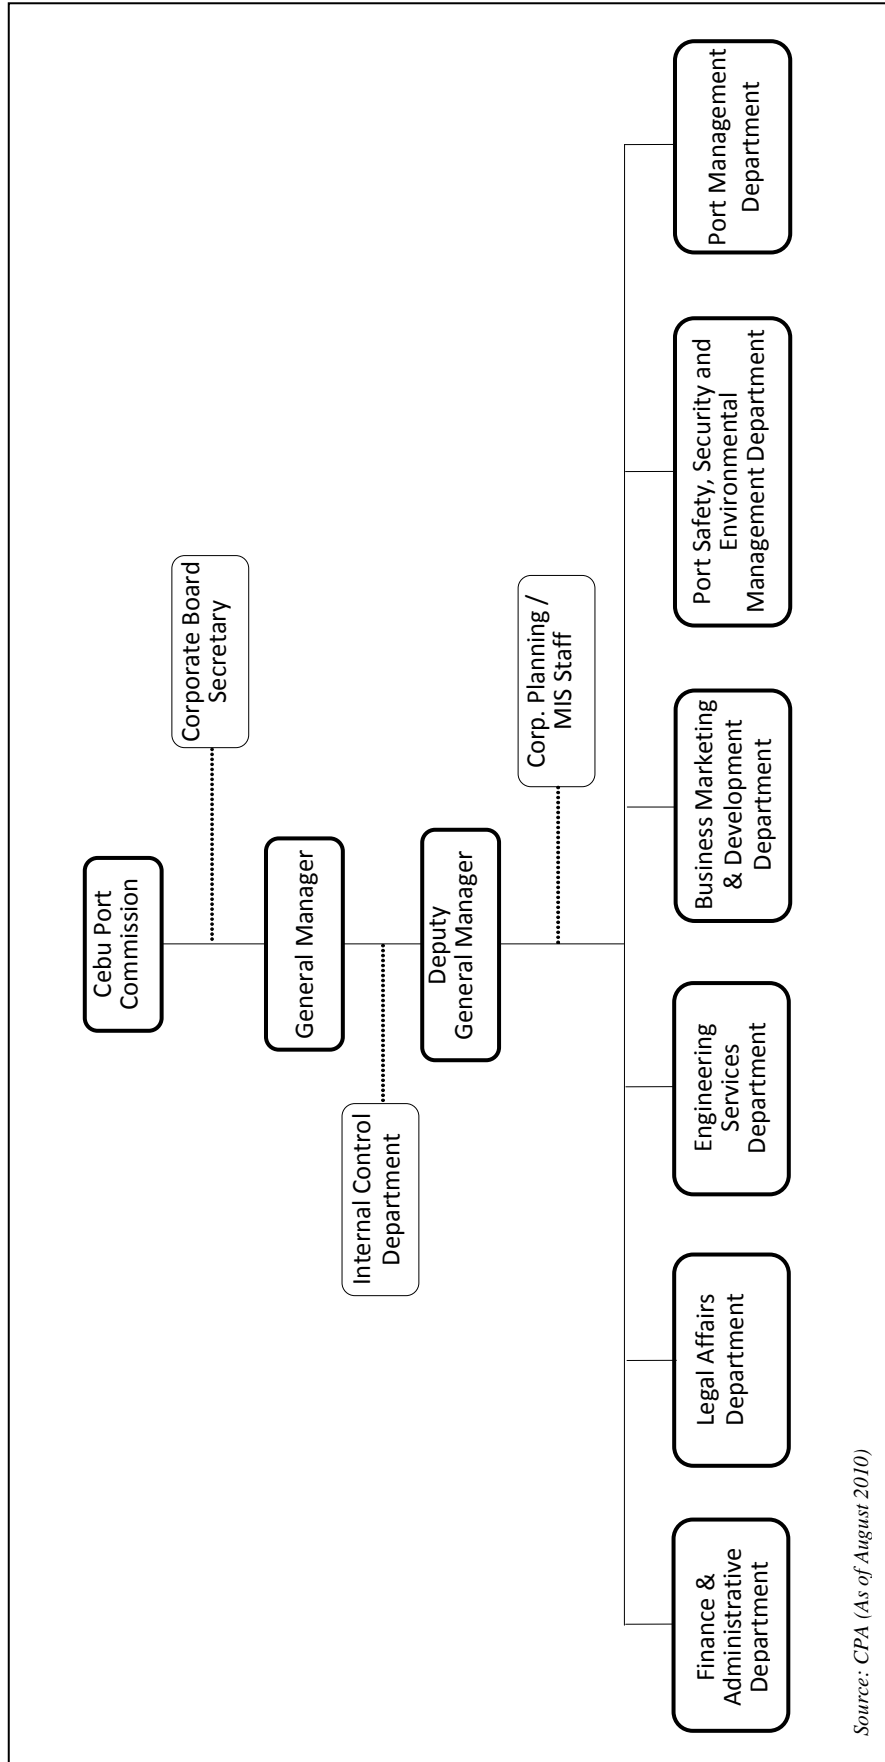 Cebu Port
Commission
Corporate Board
Secretary
General Manager
Internal Control
Department
Deputy
General Manager
Corp. Planning /
MIS Staff
Finance &
Administrative
Department
Legal Affairs
Department
Engineering
Services
Department
Business Marketing
& Development
Department
Port Safety, Security and
Environmental
Management Department
Port Management
Department
Source: CPA (As of August 2010)